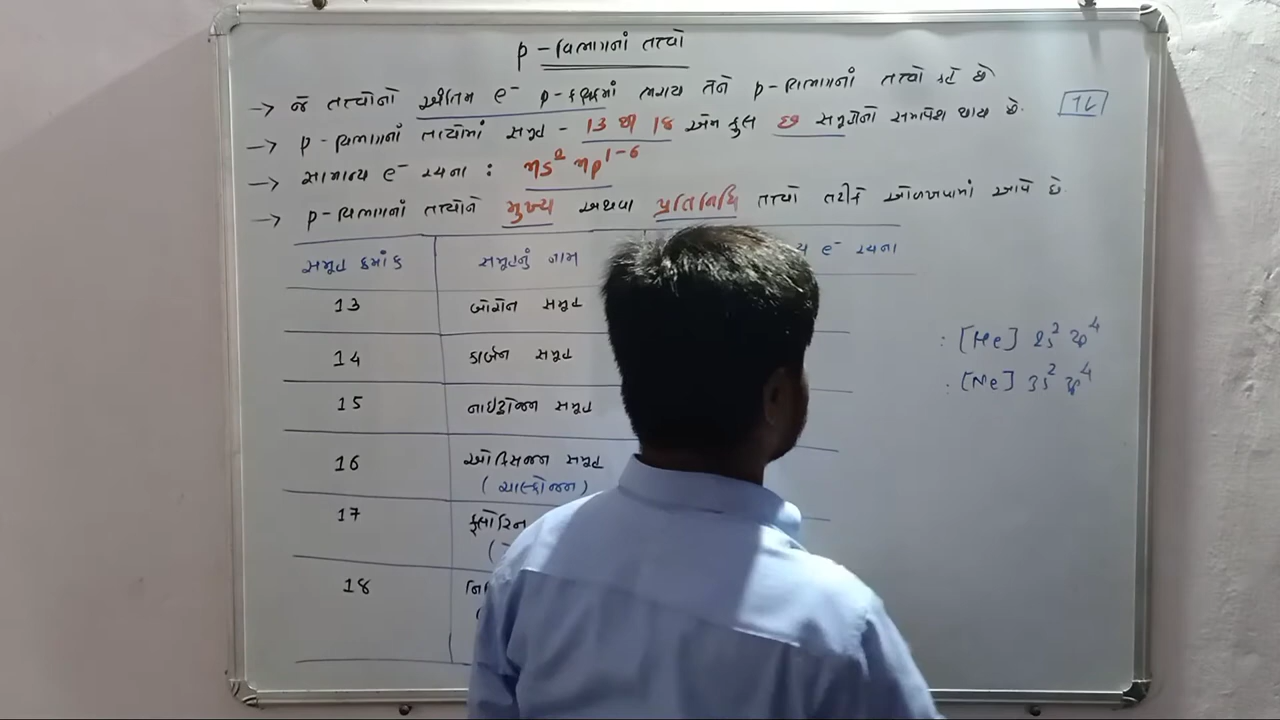 p - વિભાગનાં તત્ત્વો
→ જે તત્ત્વોનો અંતિમ e⁻ p-કક્ષકમાં ભરાય તેને p-વિભાગનાં તત્ત્વો કહે છે
→ p-વિભાગનાં તત્ત્વોમાં સમૂહ - 13 થી 18 એમ કુલ છ સમૂહોનો સમાવેશ થાય છે.
→ સામાન્ય e⁻ રચના : ns² np¹⁻⁶
→ p-વિભાગનાં તત્ત્વોને મુખ્ય અથવા પ્રતિનિધિ તત્ત્વો તરીકે ઓળખવામાં આવે છે.
સમૂહ ક્રમાંક સમૂહનું નામ e⁻ રચના
13 બોરોન સમૂહ
14 કાર્બન સમૂહ
: [He] 2s² 2p⁴
: [Ne] 3s² 3p⁴
15 નાઈટ્રોજન સમૂહ
16 ઓક્સિજન સમૂહ
(ચાલ્કોજન)
17 ફ્લોરિન
18